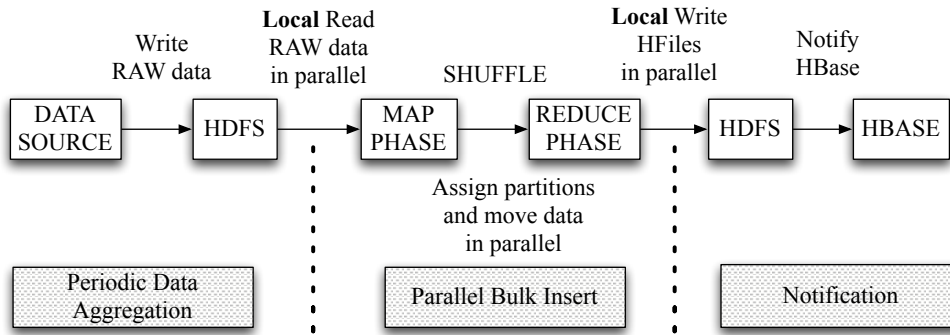 Write
RAW data
Local Read
RAW data
in parallel
SHUFFLE
Local Write
HFiles
in parallel
Notify
HBase
DATA
SOURCE
HDFS
MAP
PHASE
REDUCE
PHASE
HDFS
HBASE
Assign partitions
and move data
in parallel
Periodic Data
Aggregation
Parallel Bulk Insert
Notification